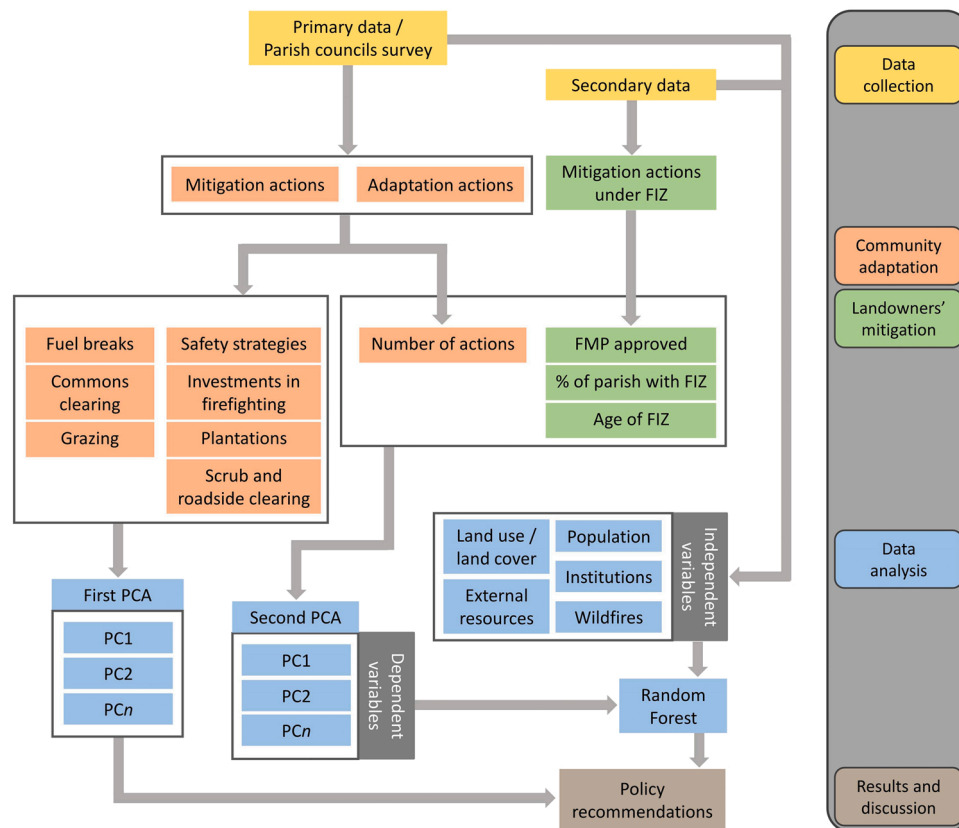 Primary data /
Parish councils survey
Secondary data
Mitigation actions
Adaptation actions
Mitigation actions
under FIZ
Fuel breaks
Commons
clearing
Grazing
Safety strategies
Investments in
firefighting
Plantations
Scrub and
roadside clearing
Number of actions
FMP approved
% of parish with FIZ
Age of FIZ
First PCA
PC1
PC2
PCn
Second PCA
PC1
PC2
PCn
Dependent
variables
Land use /
land cover
External
resources
Population
Institutions
Wildfires
Independent
variables
Random
Forest
Policy
recommendations
Data
collection
Community
adaptation
Landowners’
mitigation
Data
analysis
Results and
discussion